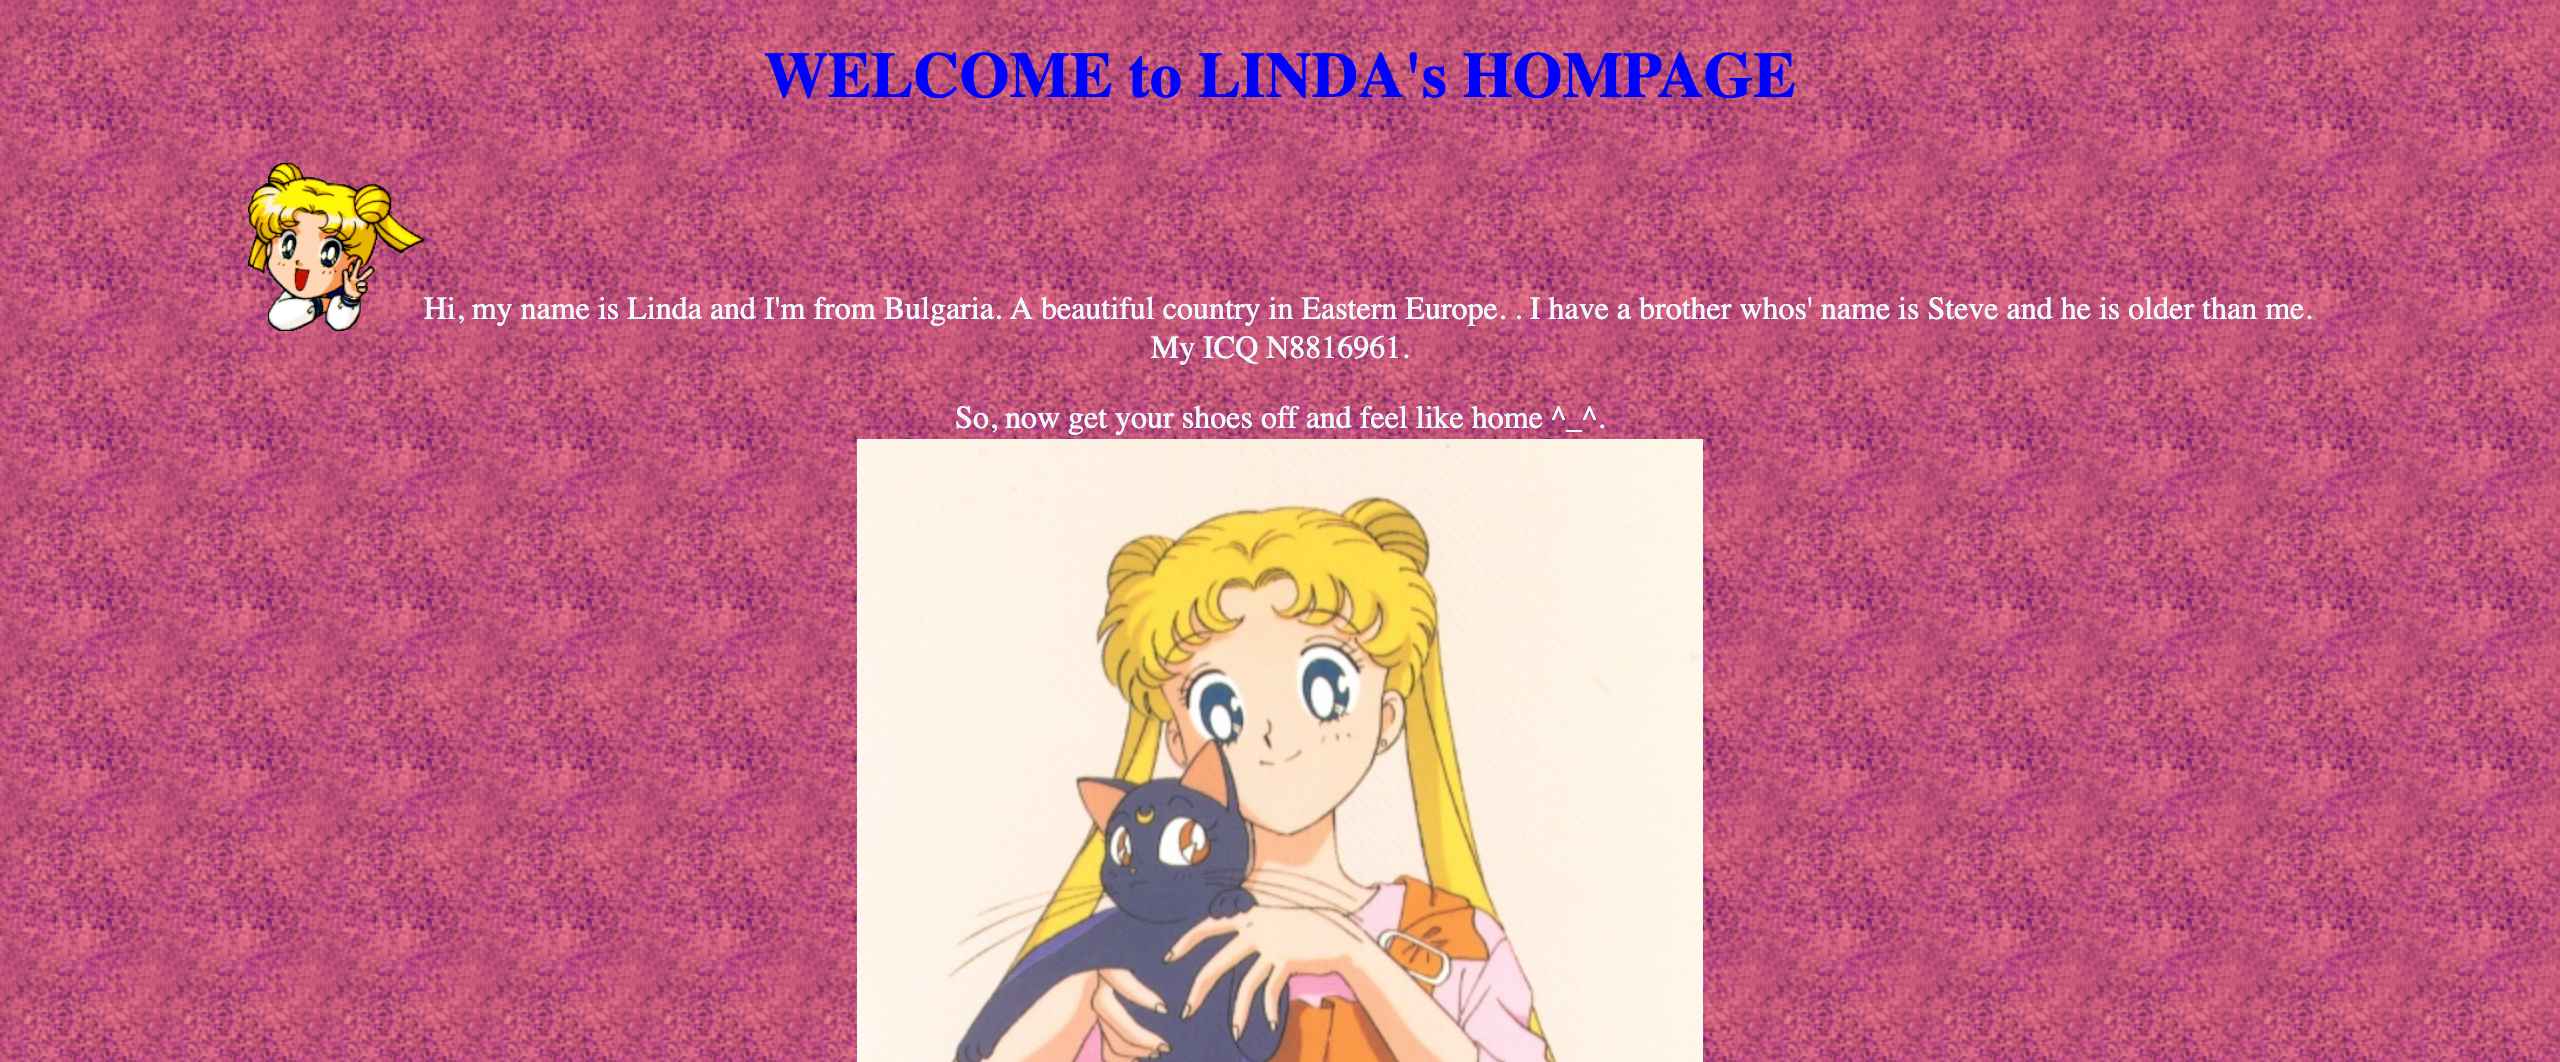 WELCOME to LINDA's HOMPAGE
Hi, my name is Linda and I'm from Bulgaria. A beautiful country in Eastern Europe. . I have a brother whos' name is Steve and he is older than me.
My ICQ N8816961.
So, now get your shoes off and feel like home ^_^.